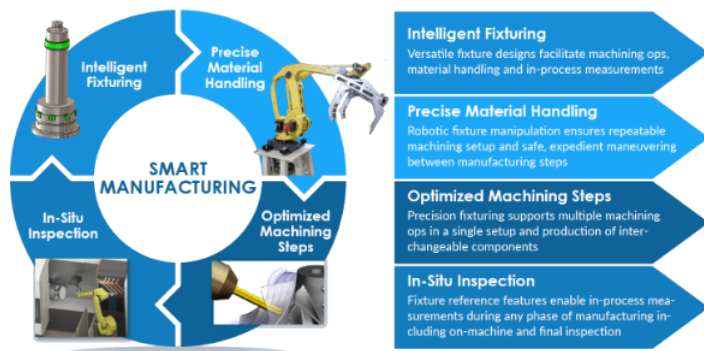 Intelligent
Fixturing
Precise
Material
Handling
SMART
MANUFACTURING
In-Situ
Inspection
Optimized
Machining
Steps
Intelligent Fixturing
Versatile fixture designs facilitate machining ops,
material handling and in-process measurements
Precise Material Handling
Robotic fixture manipulation ensures repeatable
machining setup and safe, expedient maneuvering
between manufacturing steps
Optimized Machining Steps
Precision fixturing supports multiple machining
ops in a single setup and production of inter-
changeable components
In-Situ Inspection
Fixture reference features enable in-process mea-
surements during any phase of manufacturing in-
cluding on-machine and final inspection